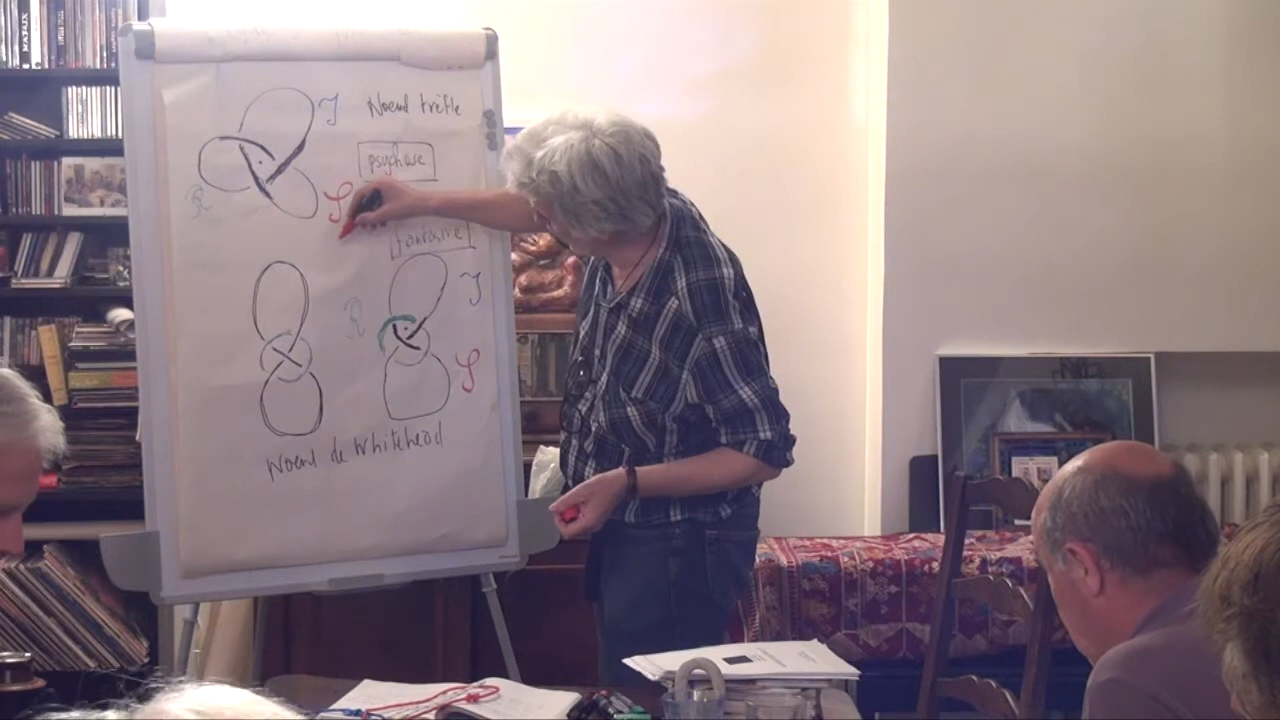 J
Noeud trèfle
psychose
R
S
fantasme
J
R
S
Noeud de Whitehead